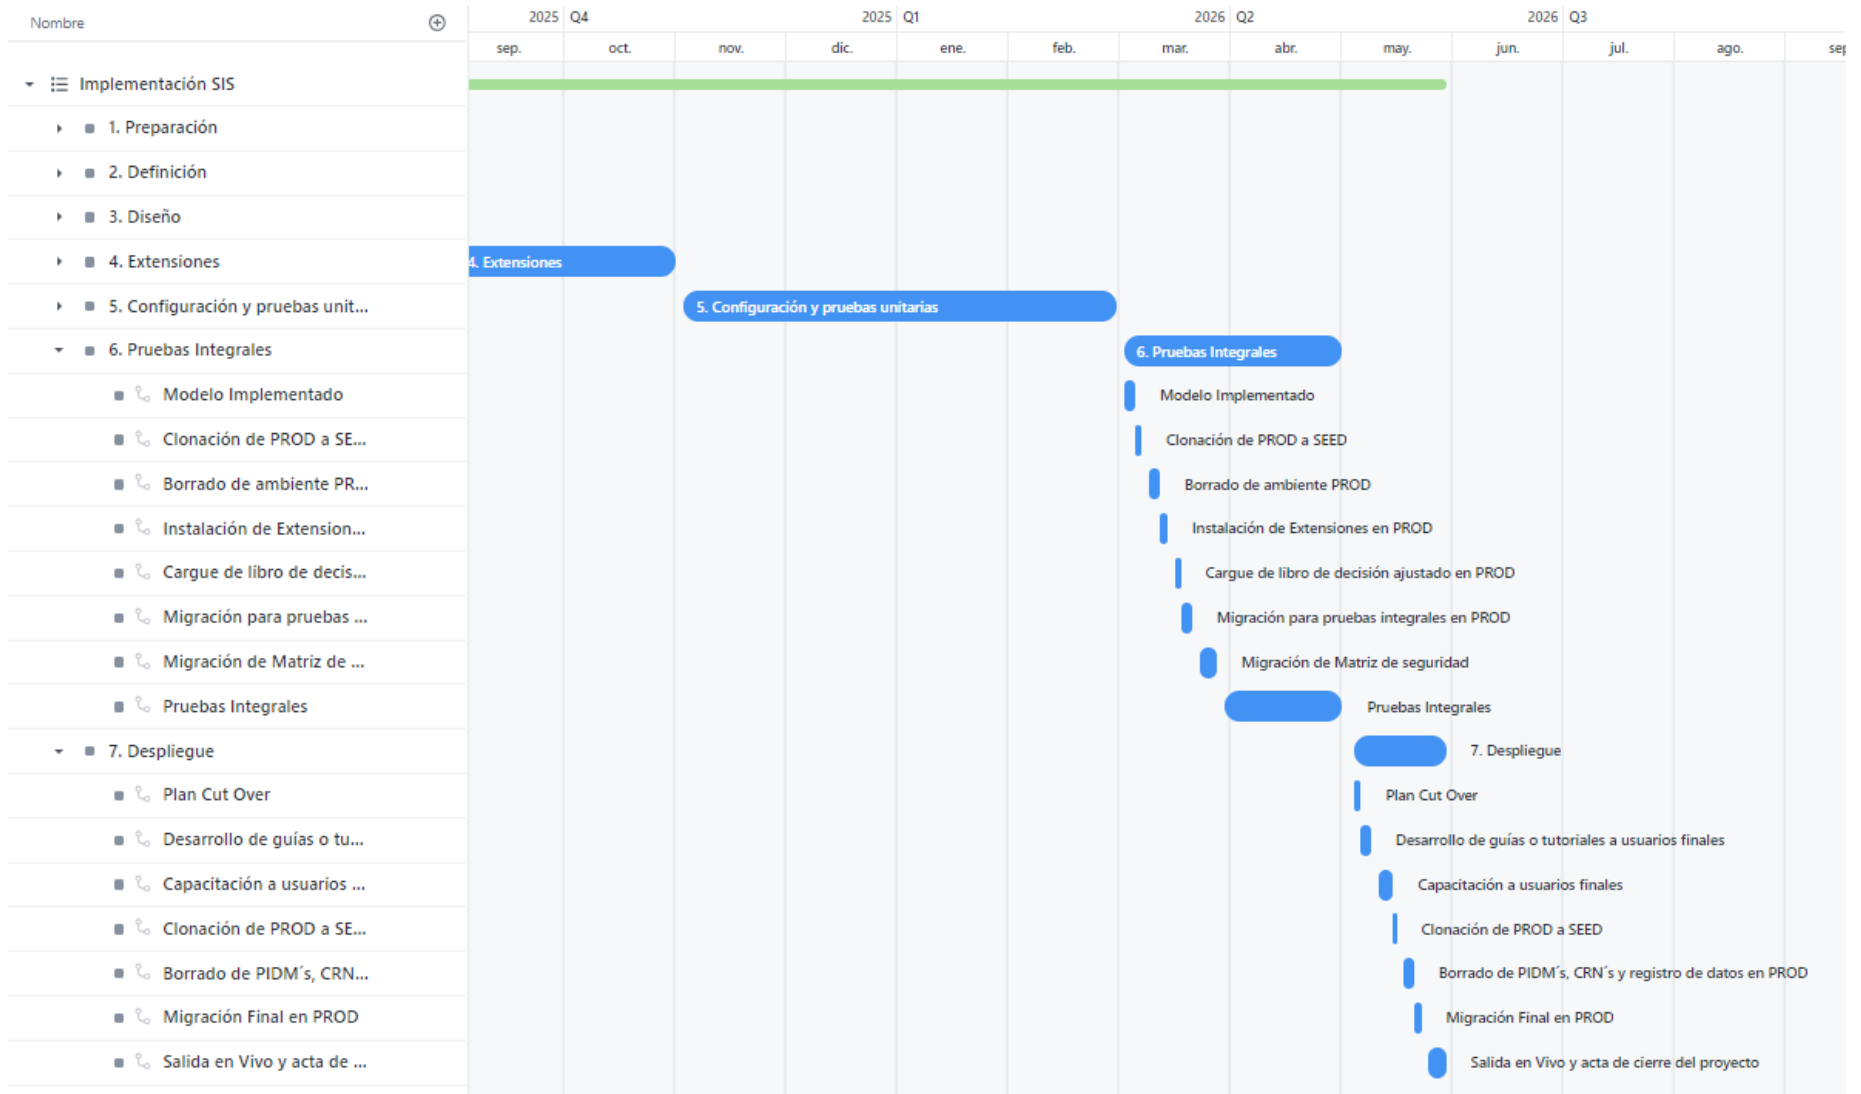 Nombre
2025 Q4 2025 Q1 2026 Q2 2026 Q3
sep. oct. nov. dic. ene. feb. mar. abr. may. jun. jul. ago. sep
Implementación SIS
1. Preparación
2. Definición
3. Diseño
4. Extensiones 4. Extensiones
5. Configuración y pruebas unit... 5. Configuración y pruebas unitarias
6. Pruebas Integrales 6. Pruebas Integrales
Modelo Implementado Modelo Implementado
Clonación de PROD a SE... Clonación de PROD a SEED
Borrado de ambiente PR... Borrado de ambiente PROD
Instalación de Extension... Instalación de Extensiones en PROD
Cargue de libro de decis... Cargue de libro de decisión ajustado en PROD
Migración para pruebas ... Migración para pruebas integrales en PROD
Migración de Matriz de ... Migración de Matriz de seguridad
Pruebas Integrales Pruebas Integrales
7. Despliegue 7. Despliegue
Plan Cut Over Plan Cut Over
Desarrollo de guías o tu... Desarrollo de guías o tutoriales a usuarios finales
Capacitación a usuarios ... Capacitación a usuarios finales
Clonación de PROD a SE... Clonación de PROD a SEED
Borrado de PIDM´s, CRN... Borrado de PIDM´s, CRN´s y registro de datos en PROD
Migración Final en PROD Migración Final en PROD
Salida en Vivo y acta de ... Salida en Vivo y acta de cierre del proyecto